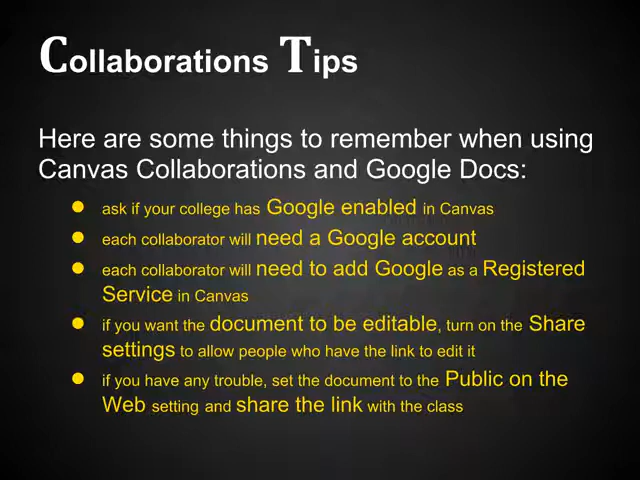 Collaborations Tips
Here are some things to remember when using
Canvas Collaborations and Google Docs:
ask if your college has Google enabled in Canvas
each collaborator will need a Google account
each collaborator will need to add Google as a Registered
Service in Canvas
if you want the document to be editable, turn on the Share
settings to allow people who have the link to edit it
if you have any trouble, set the document to the Public on the
Web setting and share the link with the class